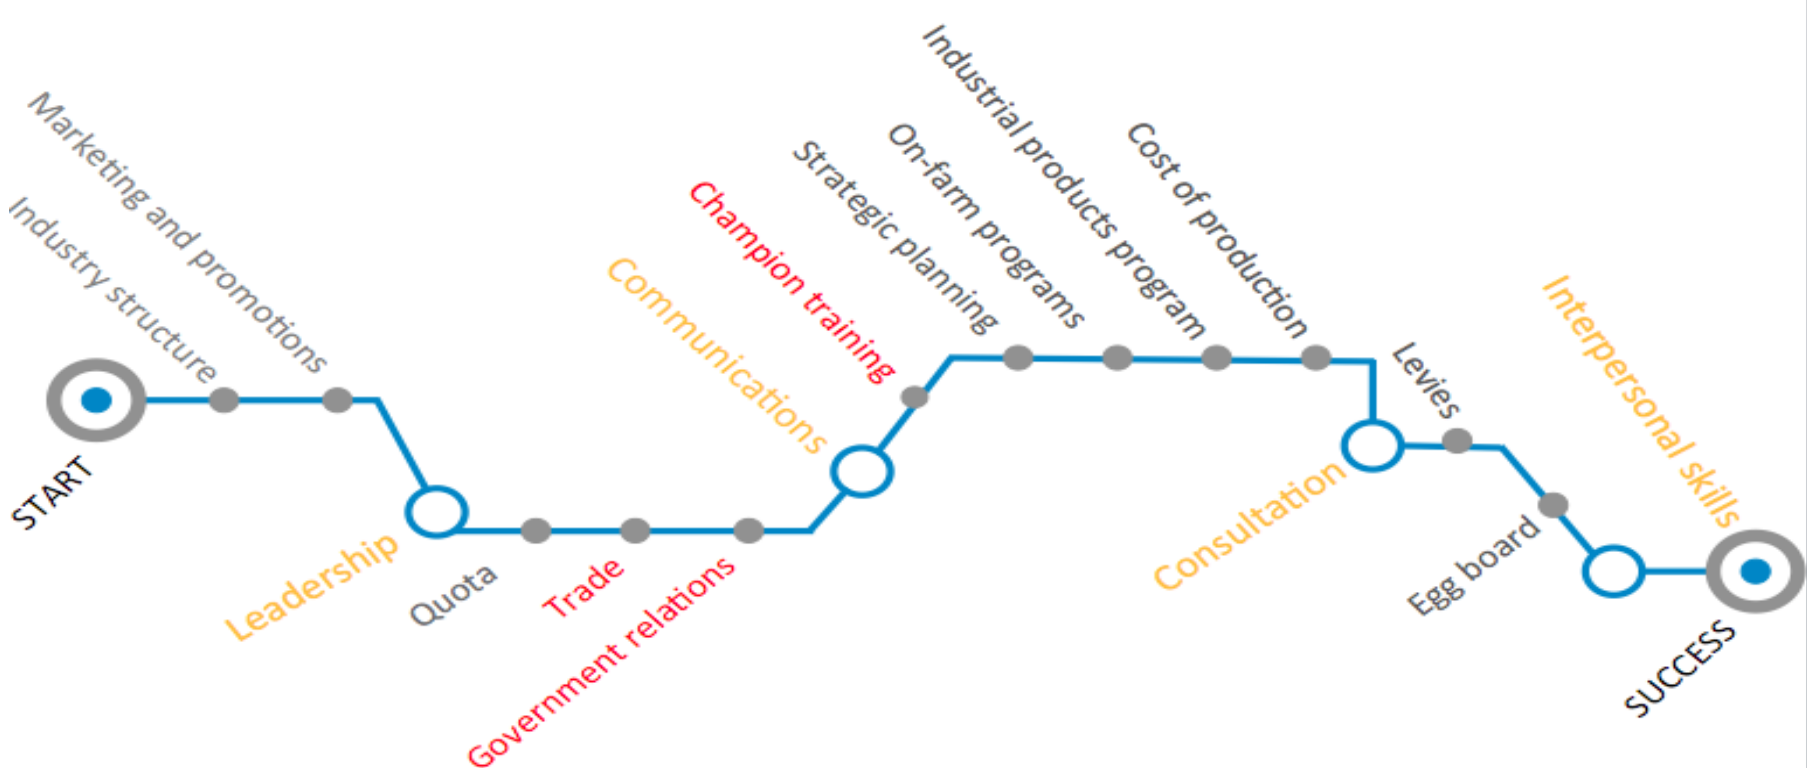 START
Industry structure
Marketing and promotions
Leadership
Quota
Trade
Government relations
Communications
Champion training
Strategic planning
On-farm programs
Industrial products program
Cost of production
Consultation
Levies
Egg board
Interpersonal skills
SUCCESS